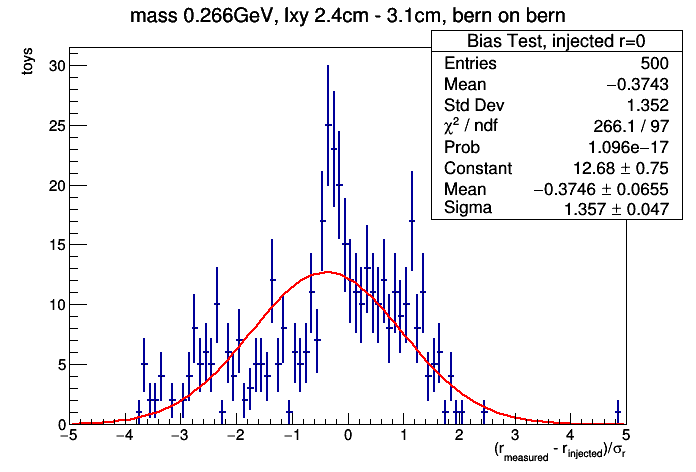 mass 0.266GeV, lxy 2.4cm - 3.1cm, bern on bern
Bias Test, injected r=0
Entries 500
Mean −0.3743
Std Dev 1.352
χ² / ndf 266.1 / 97
Prob 1.096e−17
Constant 12.68 ± 0.75
Mean −0.3746 ± 0.0655
Sigma 1.357 ± 0.047
toys
30
25
20
15
10
5
0
−5 −4 −3 −2 −1 0 1 2 3 4 5
(r_measured - r_injected)/σ_r